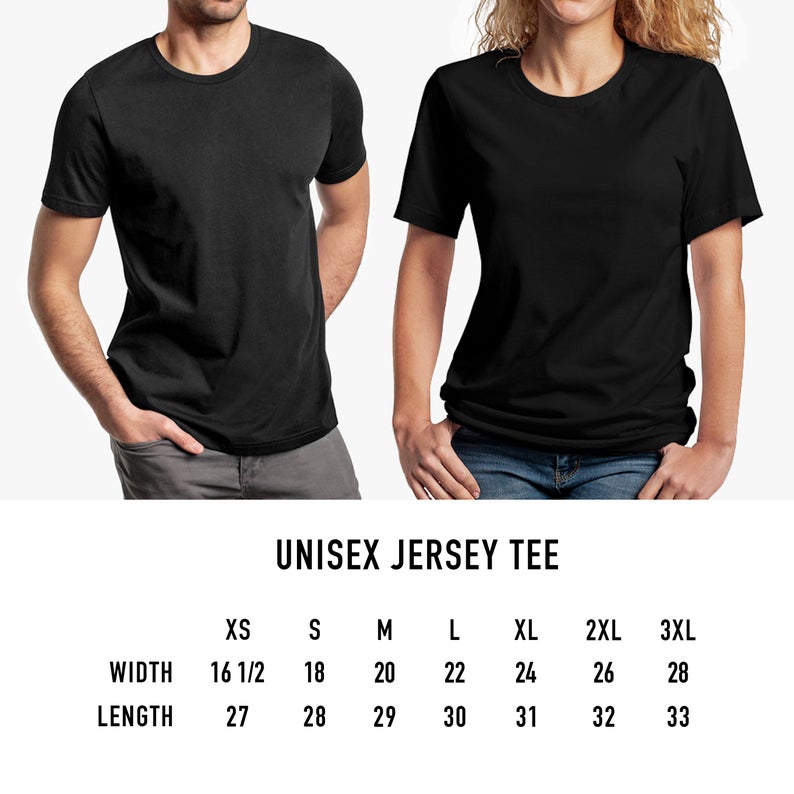 UNISEX JERSEY TEE
XS S M L XL 2XL 3XL
WIDTH 16 1/2 18 20 22 24 26 28
LENGTH 27 28 29 30 31 32 33